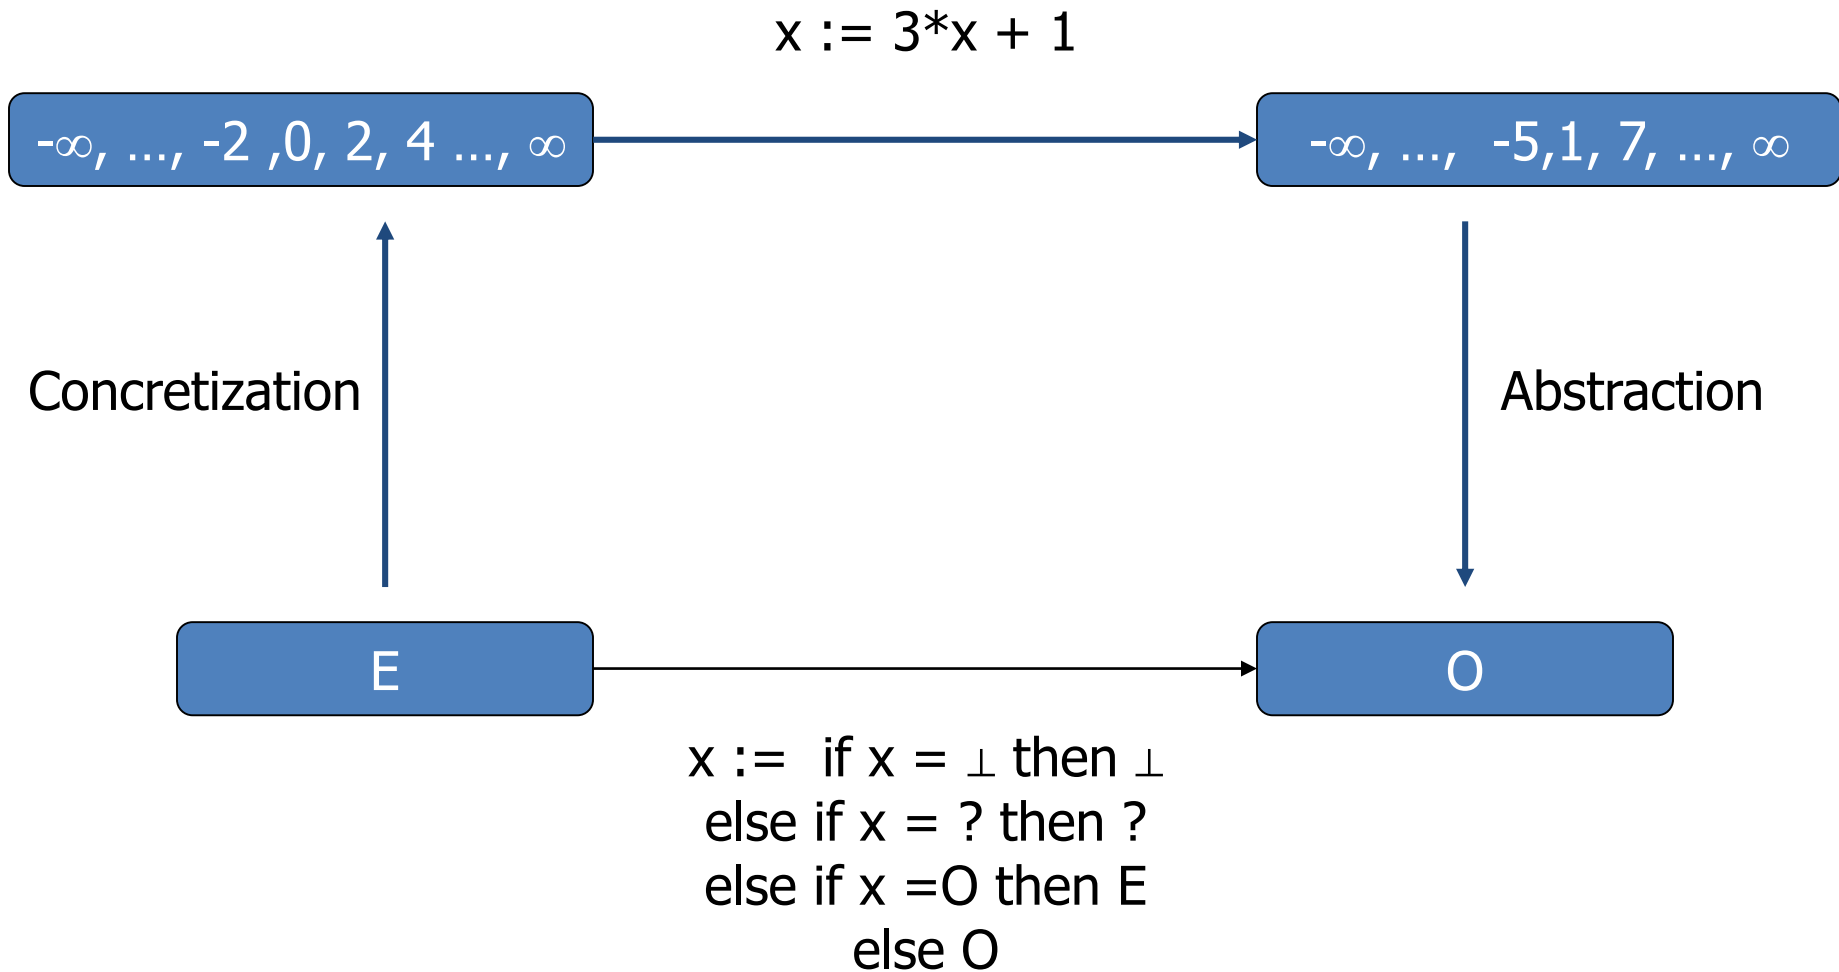 x := 3*x + 1
-∞, ..., -2 ,0, 2, 4 ..., ∞
-∞, ..., -5,1, 7, ..., ∞
Concretization
Abstraction
E
O
x := if x = ⊥ then ⊥
else if x = ? then ?
else if x =O then E
else O